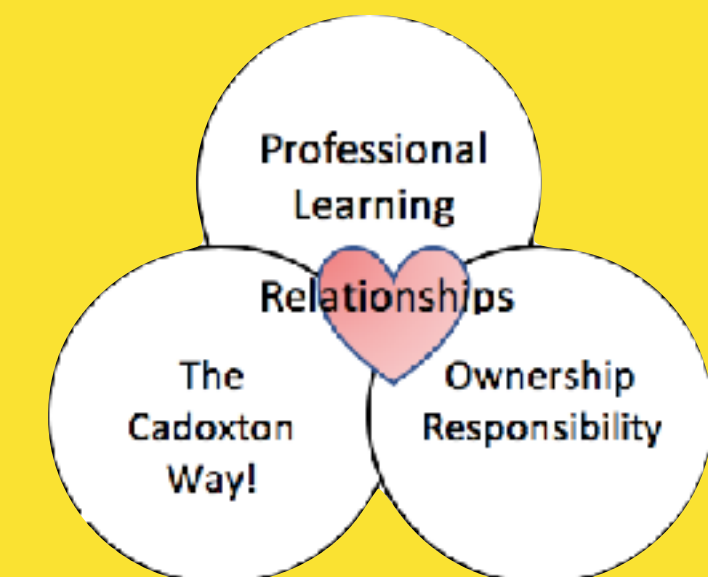 Professional
Learning
Relationships
The
Cadoxton
Way!
Ownership
Responsibility